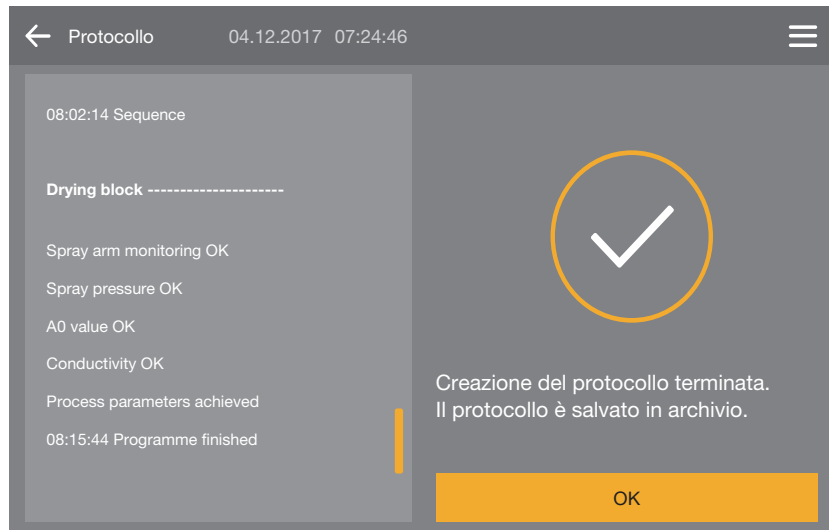 Protocollo 04.12.2017 07:24:46
08:02:14 Sequence
Drying block ---------------------
Spray arm monitoring OK
Spray pressure OK
A0 value OK
Conductivity OK
Process parameters achieved
08:15:44 Programme finished
Creazione del protocollo terminata.
Il protocollo è salvato in archivio.
OK